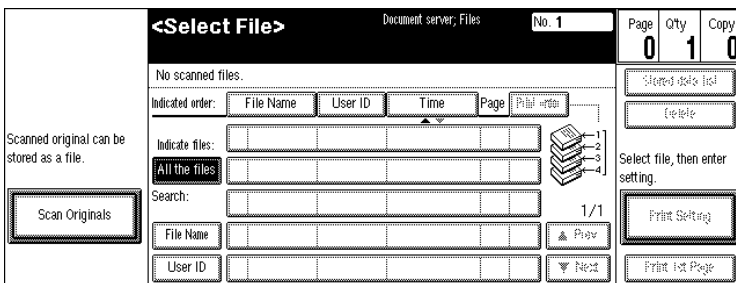 <Select File>
Document server; Files
No. 1
Page
Q'ty
Copy
0
1
0
No scanned files.
Indicated order:
File Name
User ID
Time
Page
Print order
Stored data list
Delete
Scanned original can be
stored as a file.
Scan Originals
Indicate files:
All the files
Search:
File Name
User ID
1
2
3
4
1/1
▲ Prev
▼ Next
Select file, then enter
setting.
Print Setting
Print 1st Page